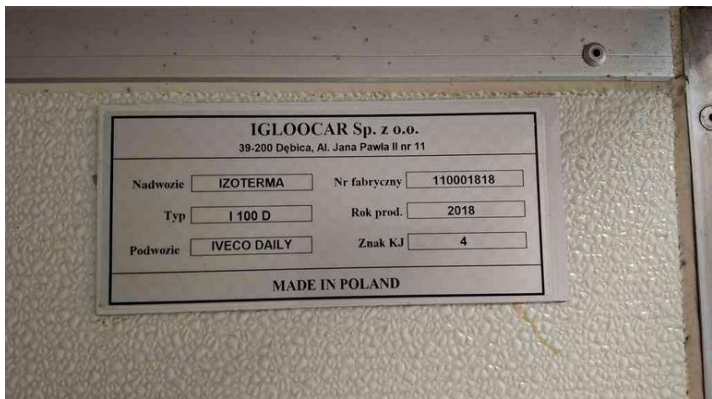 IGLOOCAR Sp. z o.o.
39-200 Dębica, Al. Jana Pawla II nr 11
Nadwozie IZOTERMA Nr fabryczny 110001818
Typ I 100 D Rok prod. 2018
Podwozie IVECO DAILY Znak KJ 4
MADE IN POLAND